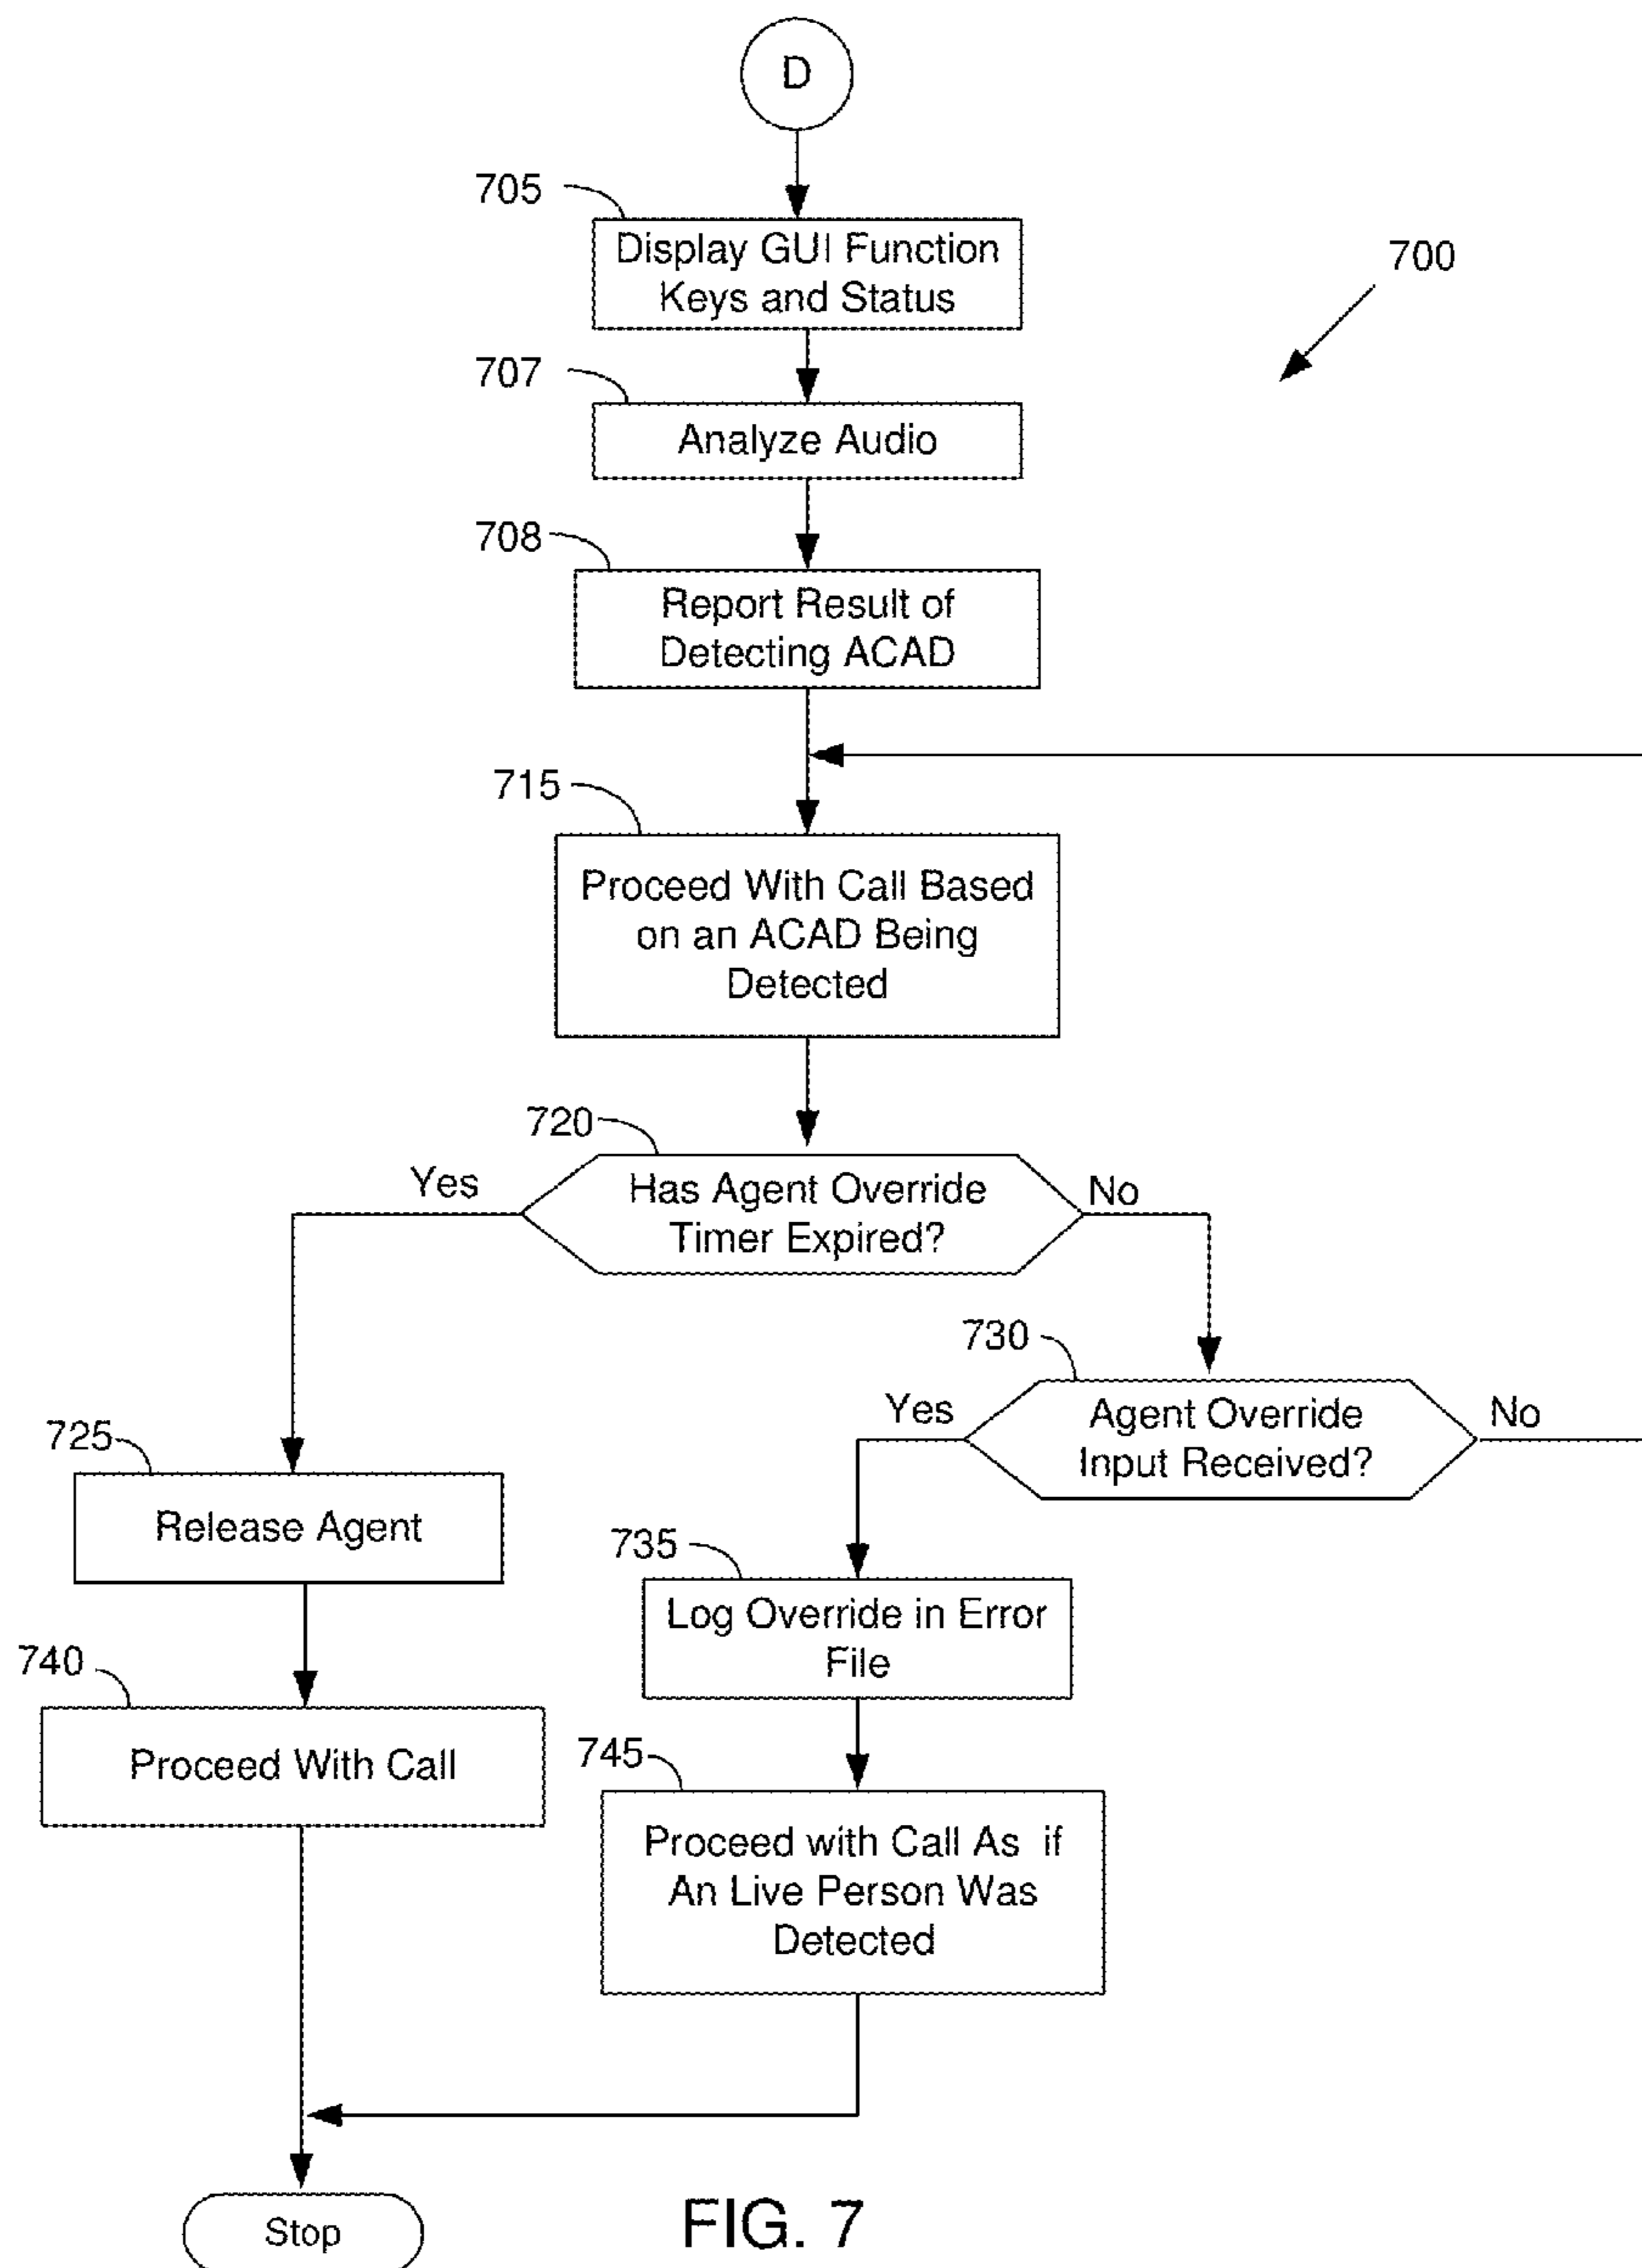 D
705
Display GUI Function
Keys and Status
700
707
Analyze Audio
708
Report Result of
Detecting ACAD
715
Proceed With Call Based
on an ACAD Being
Detected
720
Yes
Has Agent Override
Timer Expired?
No
730
Yes
Agent Override
Input Received?
No
725
Release Agent
735
Log Override in Error
File
740
Proceed With Call
745
Proceed with Call As if
An Live Person Was
Detected
Stop
FIG. 7